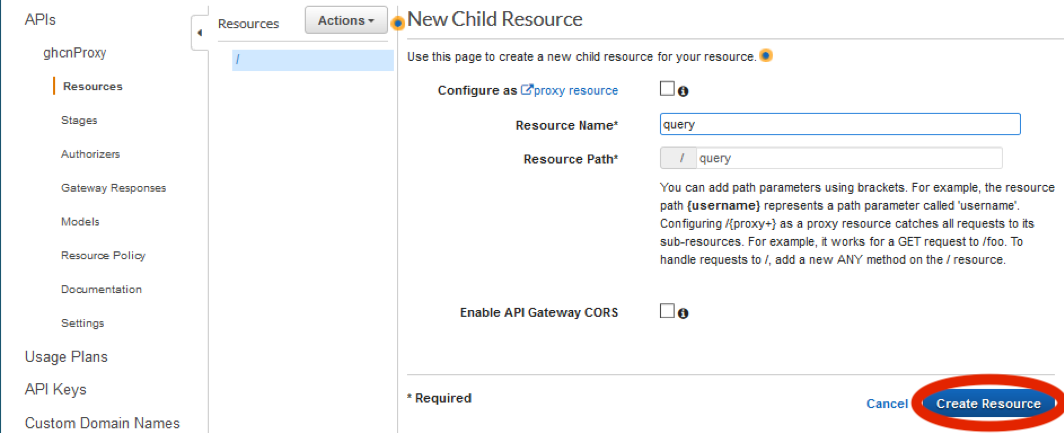 APIs
ghcnProxy
Resources
Stages
Authorizers
Gateway Responses
Models
Resource Policy
Documentation
Settings
Usage Plans
API Keys
Custom Domain Names
Resources
Actions
/
New Child Resource
Use this page to create a new child resource for your resource.
Configure as proxy resource
Resource Name*
query
Resource Path*
/ query
You can add path parameters using brackets. For example, the resource
path {username} represents a path parameter called 'username'.
Configuring /{proxy+} as a proxy resource catches all requests to its
sub-resources. For example, it works for a GET request to /foo. To
handle requests to /, add a new ANY method on the / resource.
Enable API Gateway CORS
* Required
Cancel
Create Resource